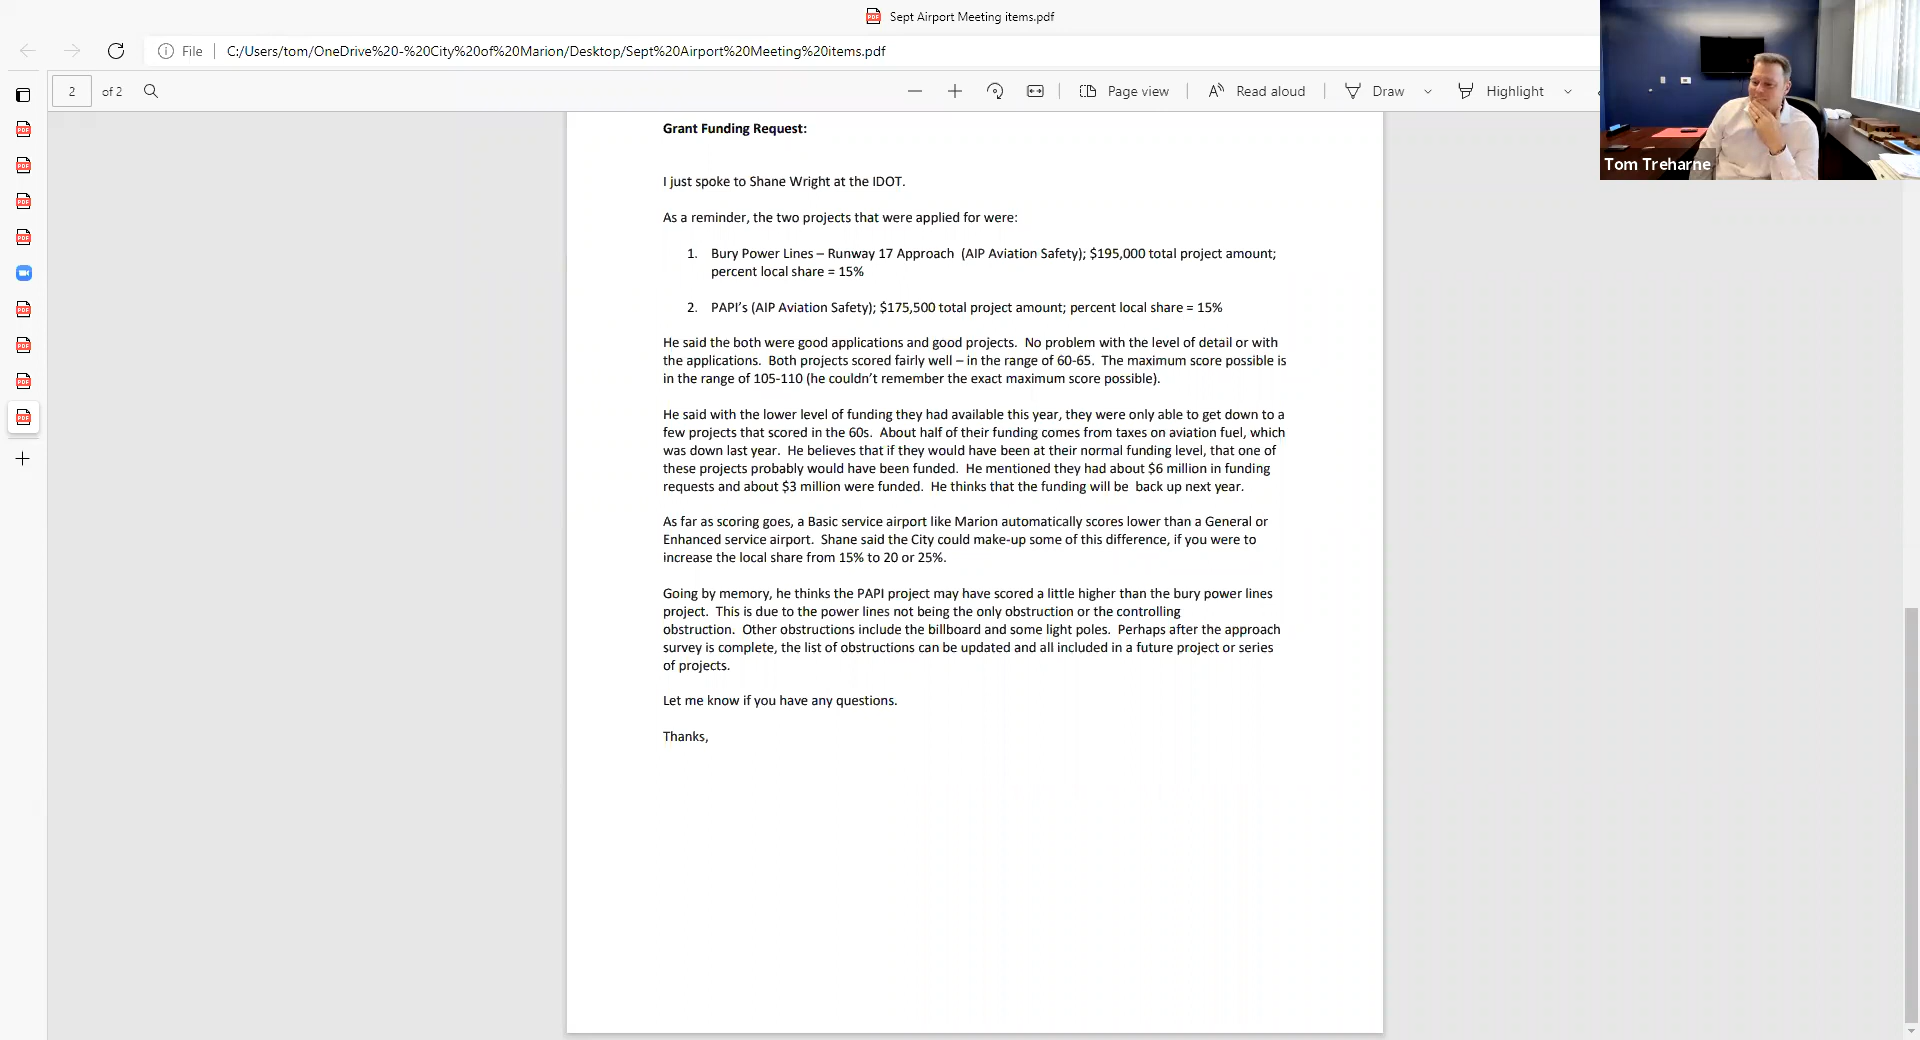 Sept Airport Meeting items.pdf
File
C:/Users/tom/OneDrive%20-%20City%20of%20Marion/Desktop/Sept%20Airport%20Meeting%20items.pdf
2 of 2
Page view
Read aloud
Draw
Highlight
Tom Treharne
Grant Funding Request:
I just spoke to Shane Wright at the IDOT.
As a reminder, the two projects that were applied for were:
1. Bury Power Lines – Runway 17 Approach (AIP Aviation Safety); $195,000 total project amount;
percent local share = 15%
2. PAPI’s (AIP Aviation Safety); $175,500 total project amount; percent local share = 15%
He said the both were good applications and good projects. No problem with the level of detail or with
the applications. Both projects scored fairly well – in the range of 60-65. The maximum score possible is
in the range of 105-110 (he couldn’t remember the exact maximum score possible).
He said with the lower level of funding they had available this year, they were only able to get down to a
few projects that scored in the 60s. About half of their funding comes from taxes on aviation fuel, which
was down last year. He believes that if they would have been at their normal funding level, that one of
these projects probably would have been funded. He mentioned they had about $6 million in funding
requests and about $3 million were funded. He thinks that the funding will be back up next year.
As far as scoring goes, a Basic service airport like Marion automatically scores lower than a General or
Enhanced service airport. Shane said the City could make-up some of this difference, if you were to
increase the local share from 15% to 20 or 25%.
Going by memory, he thinks the PAPI project may have scored a little higher than the bury power lines
project. This is due to the power lines not being the only obstruction or the controlling
obstruction. Other obstructions include the billboard and some light poles. Perhaps after the approach
survey is complete, the list of obstructions can be updated and all included in a future project or series
of projects.
Let me know if you have any questions.
Thanks,